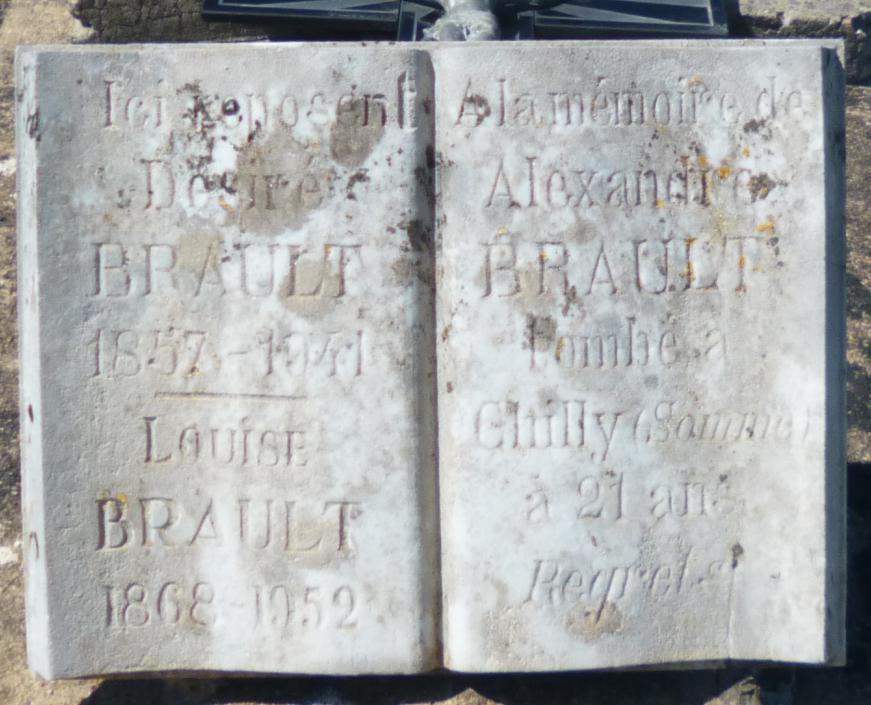 Ici reposent
Désiré
BRAULT
1857-1941
Louise
BRAULT
1868-1952
A la mémoire de
Alexandre
BRAULT
tombé à
Chilly (Somme)
à 21 ans
Regrets